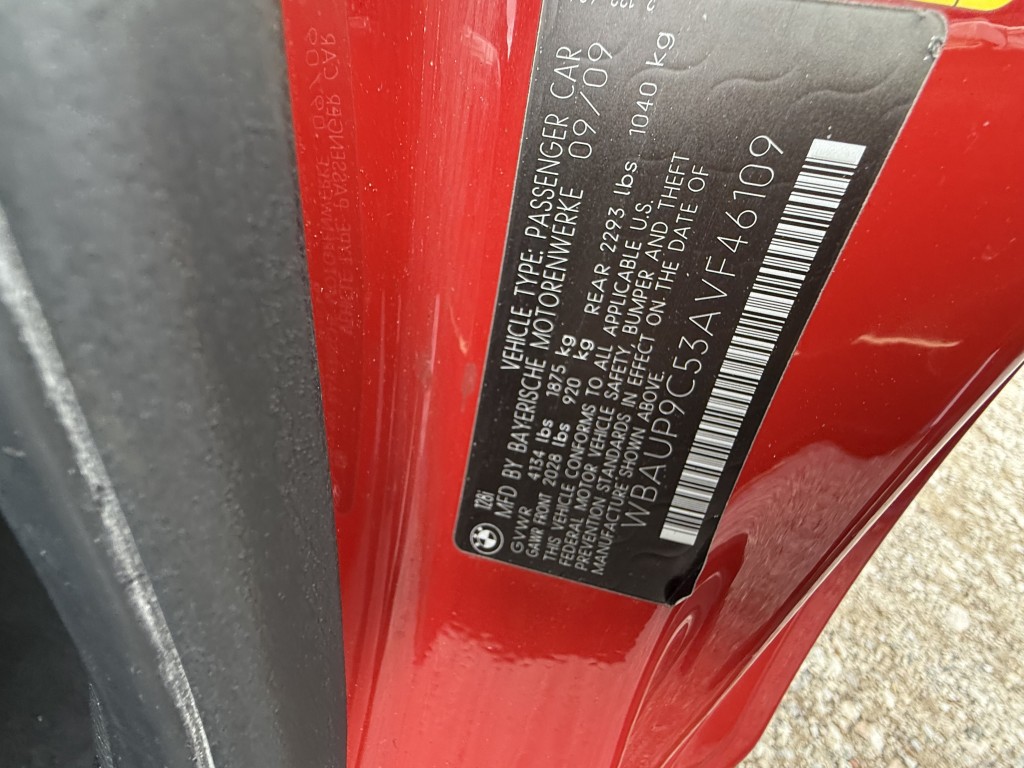 128i VEHICLE TYPE: PASSENGER CAR
MFD BY BAYERISCHE MOTORENWERKE 09/09
GVWR 4134 lbs 1875 kg
GAWR FRONT 2028 lbs 920 kg REAR 2293 lbs 1040 kg
THIS VEHICLE CONFORMS TO ALL APPLICABLE U.S.
FEDERAL MOTOR VEHICLE SAFETY, BUMPER AND THEFT
PREVENTION STANDARDS IN EFFECT ON THE DATE OF
MANUFACTURE SHOWN ABOVE.
WBAUP9C53AVF46109